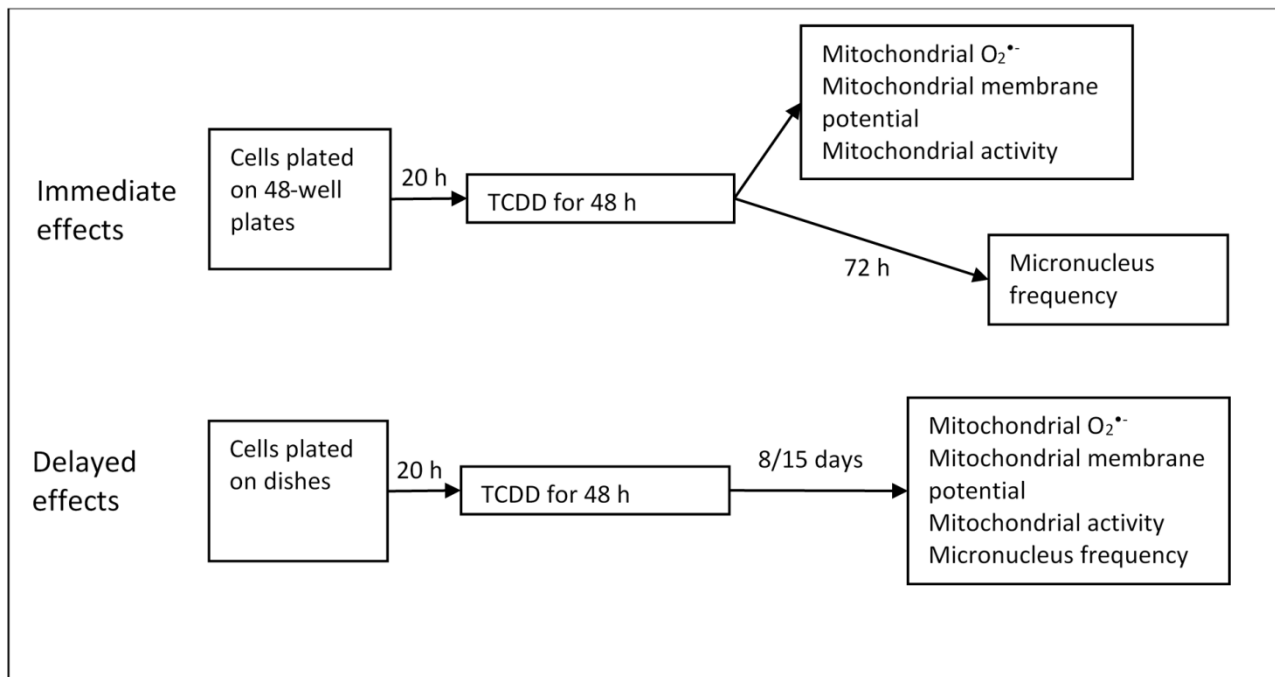 Immediate
effects
Cells plated
on 48-well
plates
20 h
TCDD for 48 h
Mitochondrial O₂•-
Mitochondrial membrane
potential
Mitochondrial activity
72 h
Micronucleus
frequency
Delayed
effects
Cells plated
on dishes
20 h
TCDD for 48 h
8/15 days
Mitochondrial O₂•-
Mitochondrial membrane
potential
Mitochondrial activity
Micronucleus frequency